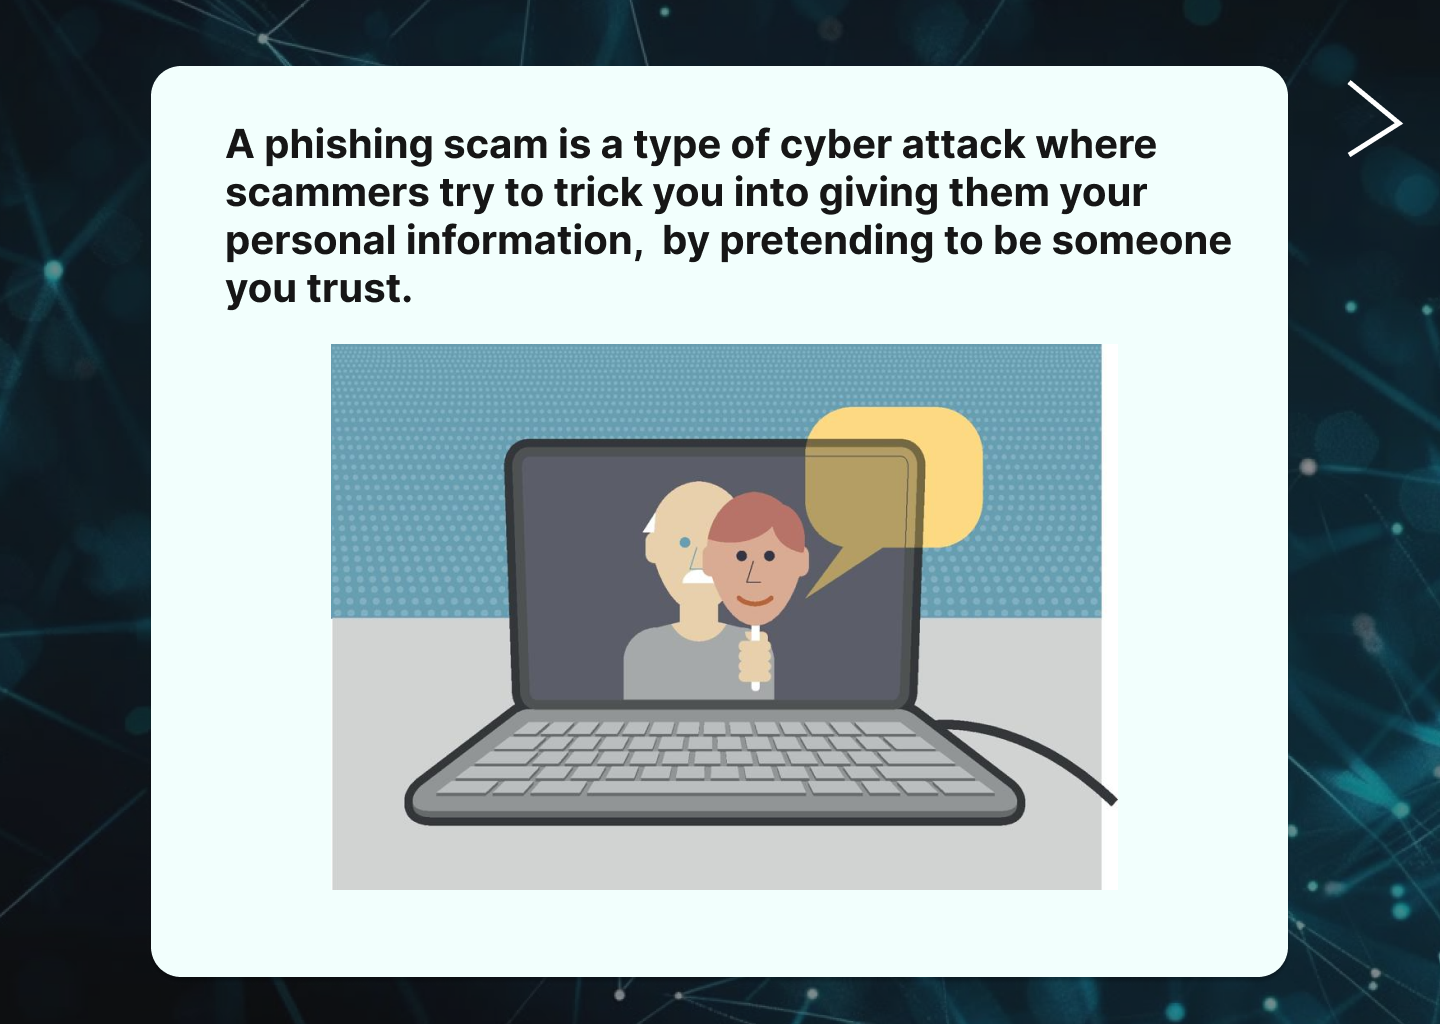 A phishing scam is a type of cyber attack where
scammers try to trick you into giving them your
personal information,  by pretending to be someone
you trust.